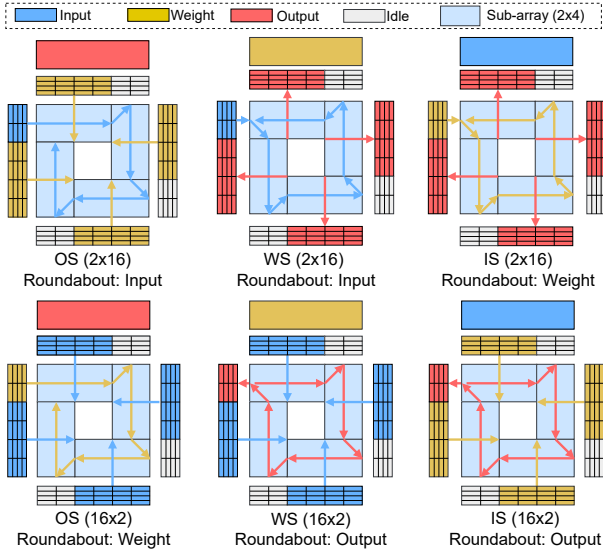 Input Weight Output Idle Sub-array (2x4)
OS (2x16) WS (2x16) IS (2x16)
Roundabout: Input Roundabout: Input Roundabout: Weight
OS (16x2) WS (16x2) IS (16x2)
Roundabout: Weight Roundabout: Output Roundabout: Output